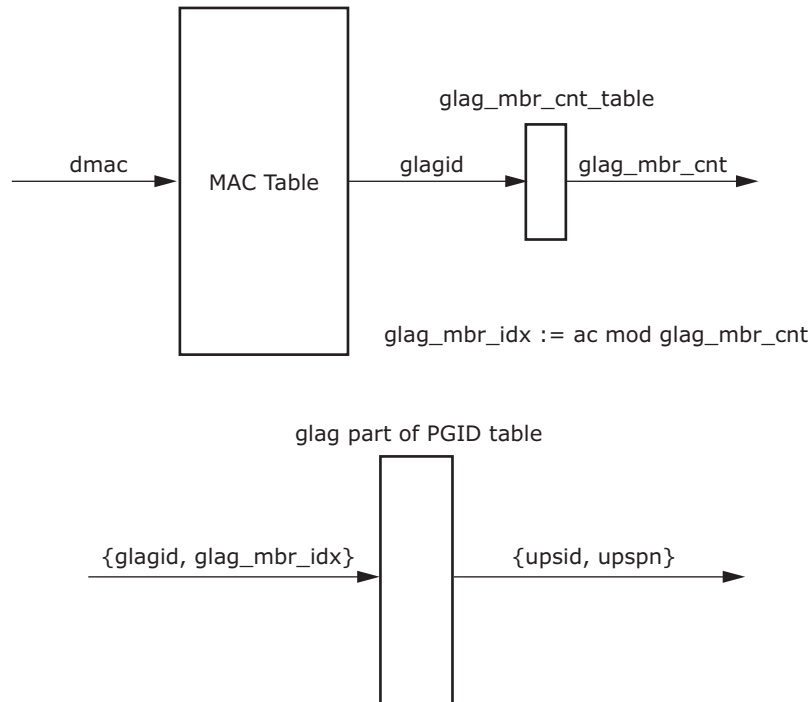 glag_mbr_cnt_table
dmac
MAC Table
glagid
glag_mbr_cnt
glag_mbr_idx := ac mod glag_mbr_cnt
glag part of PGID table
{glagid, glag_mbr_idx}
{upsid, upspn}